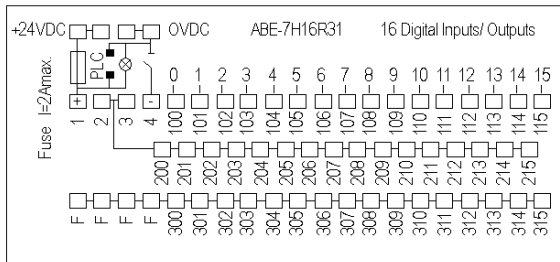 +24VDC 0VDC ABE-7H16R31 16 Digital Inputs/ Outputs
Fuse I=2Amax.
PLC
0 1 2 3 4 5 6 7 8 9 10 11 12 13 14 15
+ -
1 2 3 4 100 101 102 103 104 105 106 107 108 109 110 111 112 113 114 115
200 201 202 203 204 205 206 207 208 209 210 211 212 213 214 215
F F F F 300 301 302 303 304 305 306 307 308 309 310 311 312 313 314 315